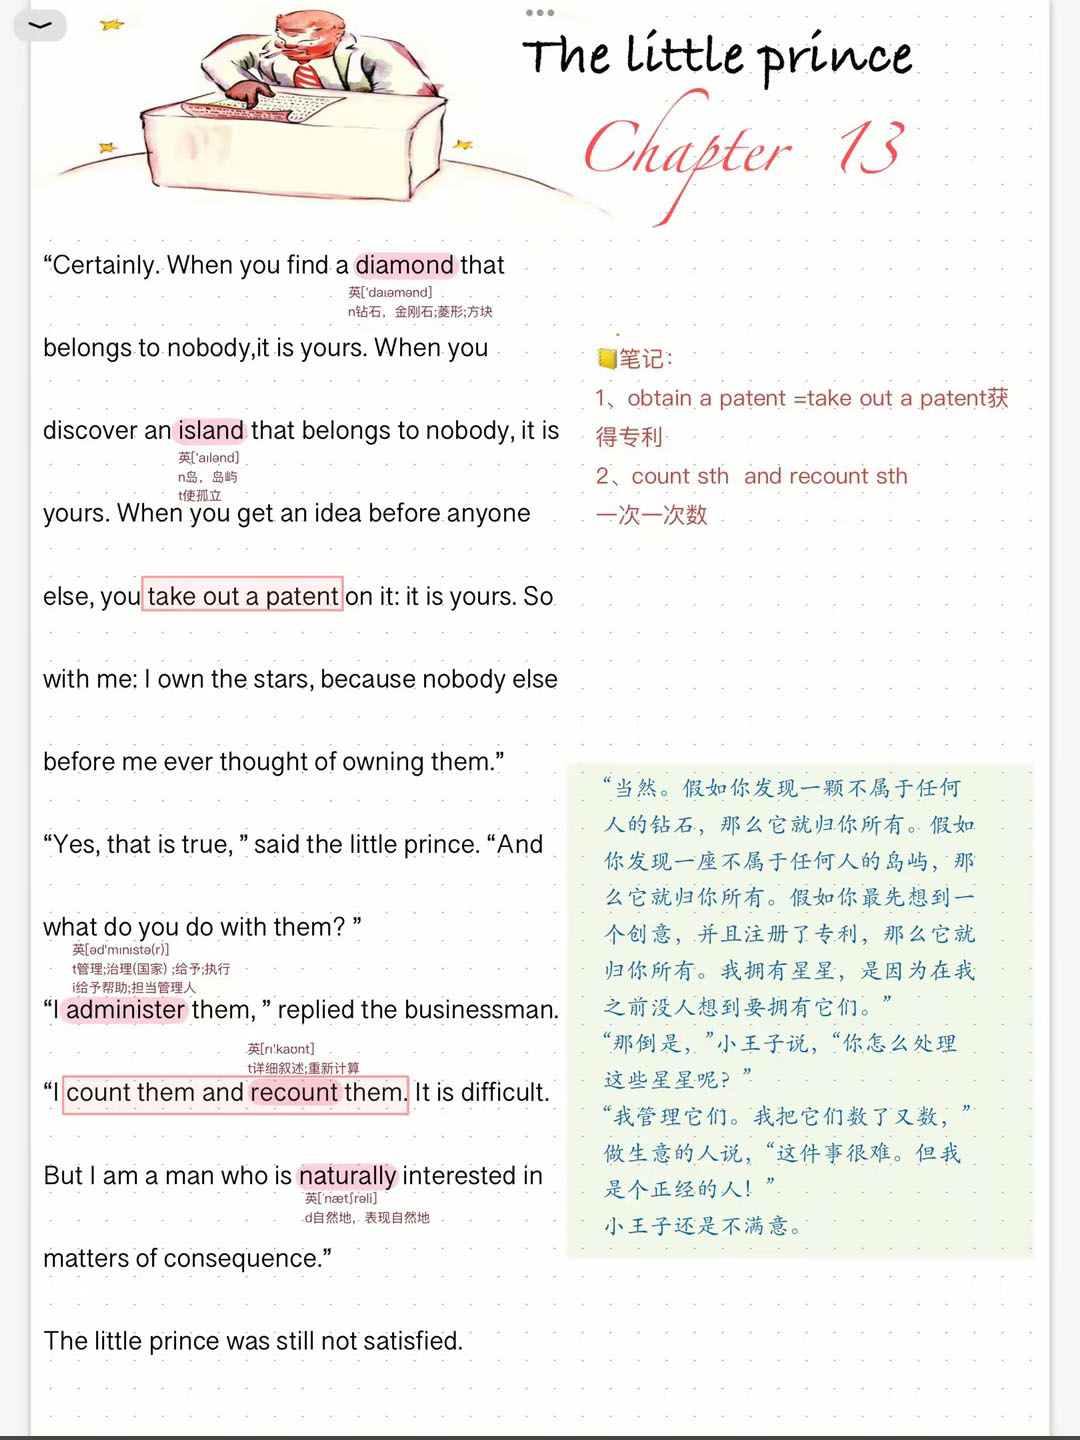 The little prince
Chapter 13
“Certainly. When you find a diamond that
英['daɪəmənd]
n钻石，金刚石;菱形;方块
belongs to nobody,it is yours. When you
discover an island that belongs to nobody, it is
英['aɪlənd]
n岛，岛屿
t使孤立
yours. When you get an idea before anyone
else, you take out a patent on it: it is yours. So
with me: I own the stars, because nobody else
before me ever thought of owning them.”
“Yes, that is true, ” said the little prince. “And
what do you do with them? ”
英[əd'mɪnɪstə(r)]
t管理;治理(国家) ;给予;执行
i给予帮助;担当管理人
“I administer them, ” replied the businessman.
英[rɪ'kaʊnt]
t详细叙述;重新计算
“I count them and recount them. It is difficult.
But I am a man who is naturally interested in
英['nætʃrəli]
d自然地，表现自然地
matters of consequence.”
The little prince was still not satisfied.
笔记：
1、obtain a patent =take out a patent获
得专利
2、count sth and recount sth
一次一次数
“当然。假如你发现一颗不属于任何
人的钻石，那么它就归你所有。假如
你发现一座不属于任何人的岛屿，那
么它就归你所有。假如你最先想到一
个创意，并且注册了专利，那么它就
归你所有。我拥有星星，是因为在我
之前没人想到要拥有它们。”
“那倒是，”小王子说，“你怎么处理
这些星星呢？”
“我管理它们。我把它们数了又数，”
做生意的人说，“这件事很难。但我
是个正经的人！”
小王子还是不满意。